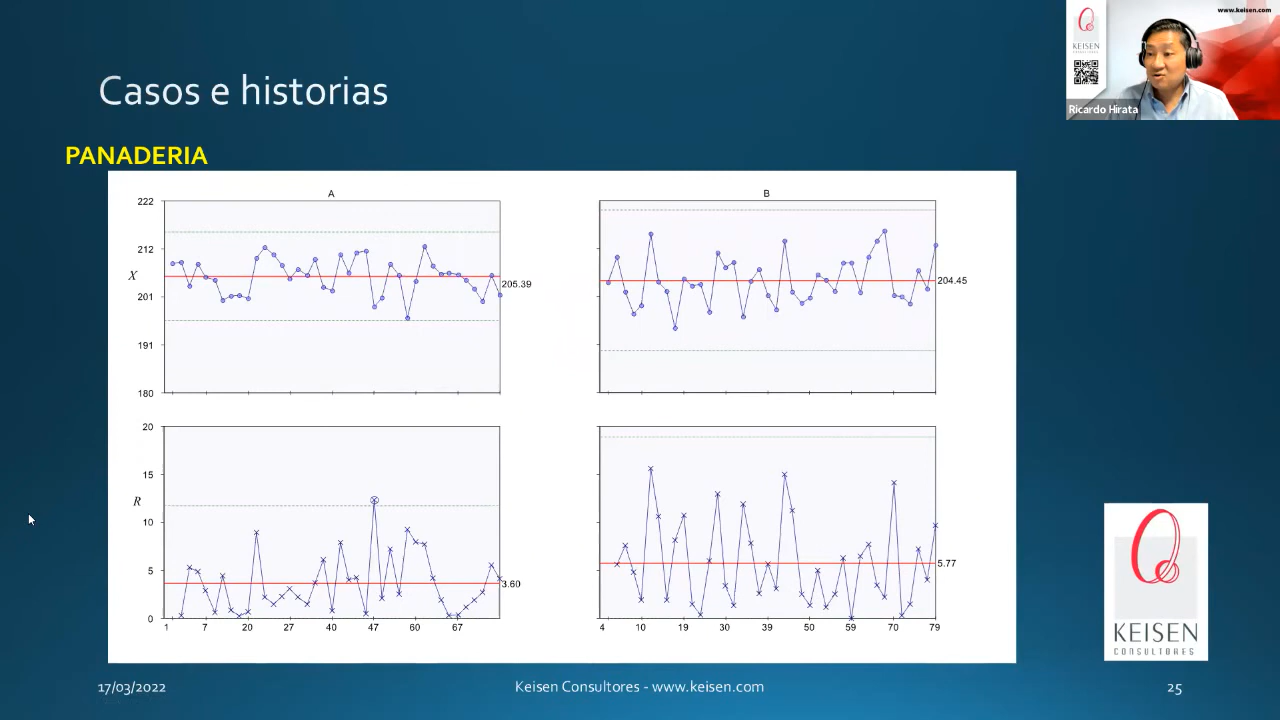 www.keisen.com
KEISEN
CONSULTORES
Ricardo Hirata
Casos e historias
PANADERIA
A
B
222
212
X
201
191
180
205.39
204.45
20
15
R
10
5
0
3.60
5.77
1 7 20 27 38 40 47 60 67
4 10 19 30 39 50 59 70 79
KEISEN
CONSULTORES
17/03/2022
Keisen Consultores - www.keisen.com
25